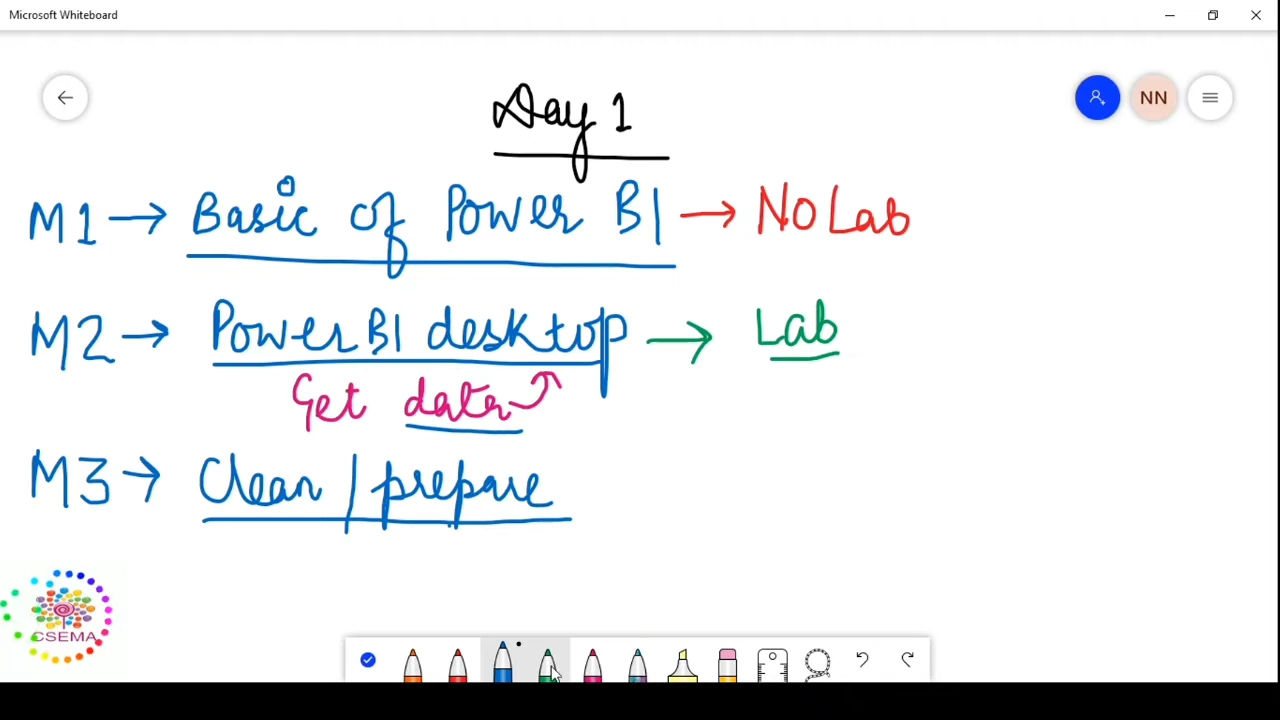 Microsoft Whiteboard
NN
Day 1
M1 → Basic of Power BI → No Lab
M2 → Power BI desktop → Lab
Get data
M3 → Clean / prepare
CSEMA